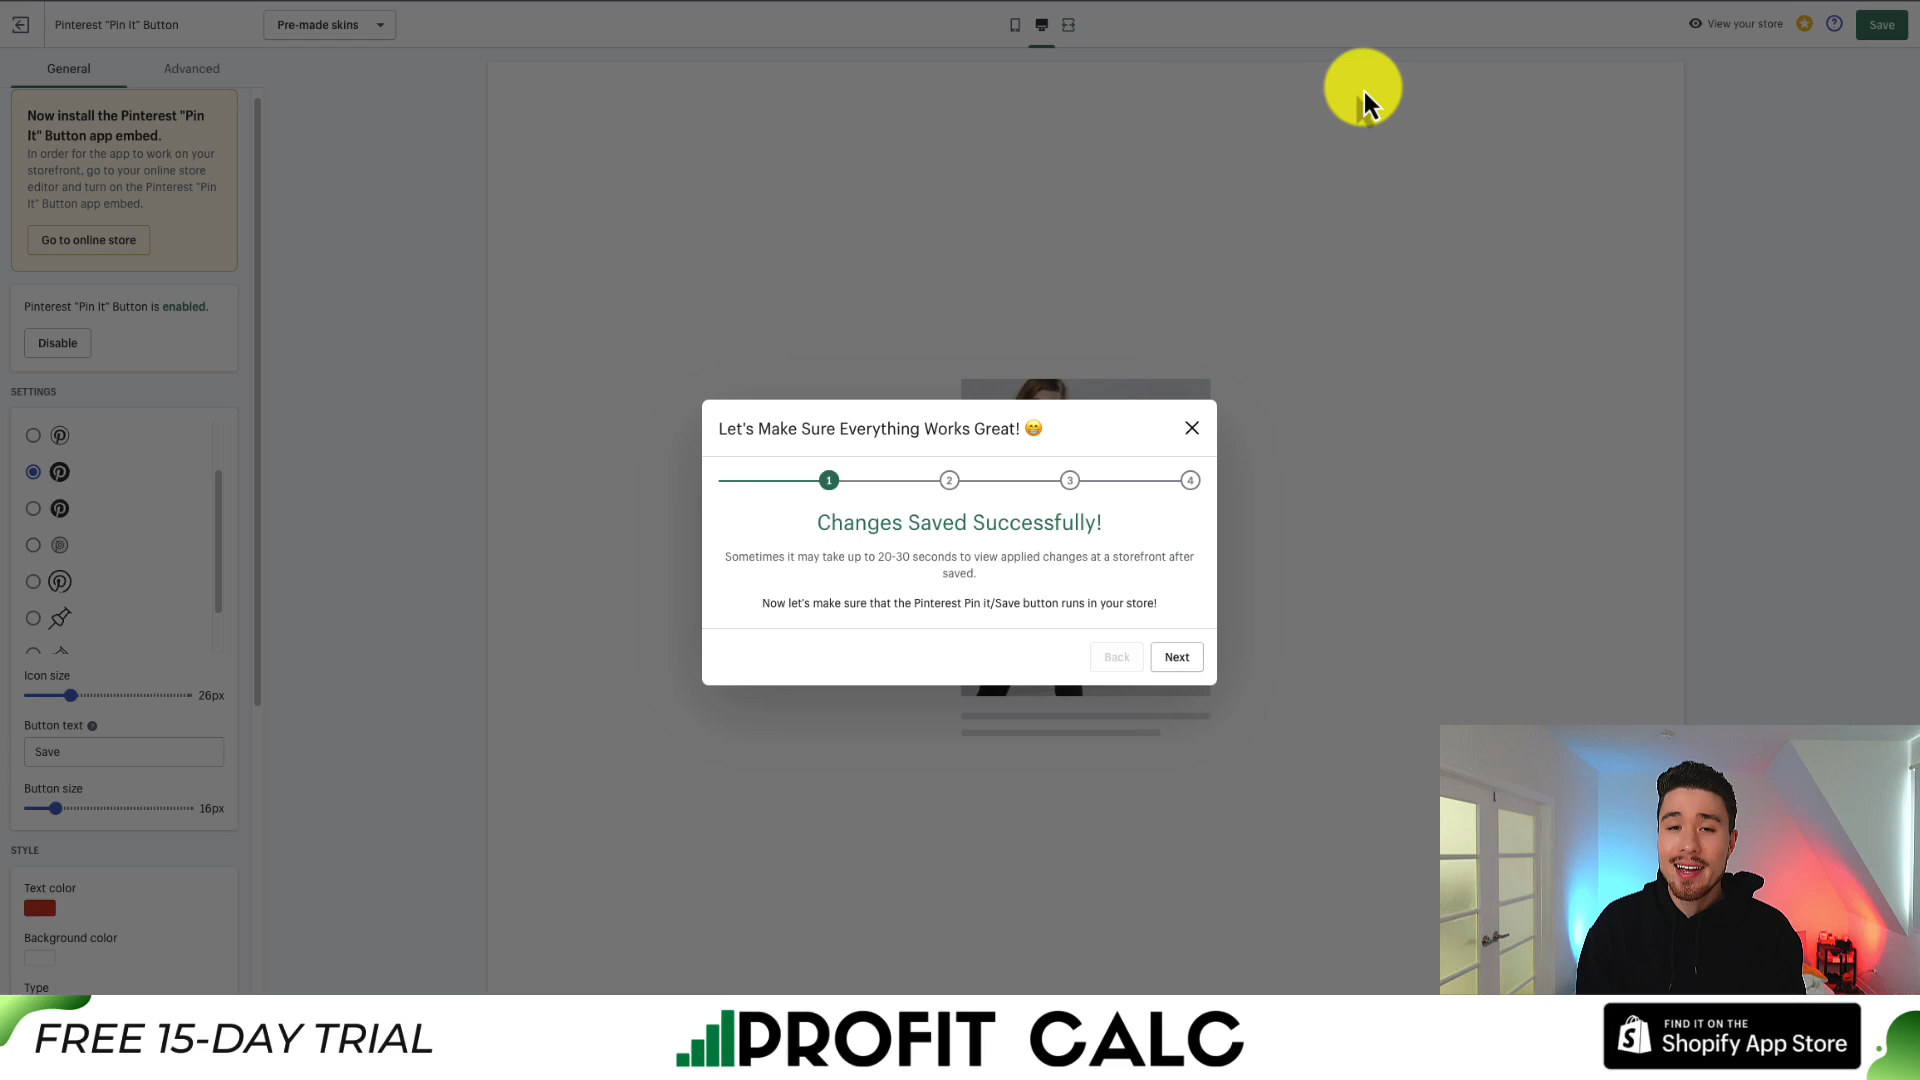 Pinterest "Pin It" Button
Pre-made skins
View your store
Save
General
Advanced
Now install the Pinterest "Pin
It" Button app embed.
In order for the app to work on your
storefront, go to your online store
editor and turn on the Pinterest "Pin
It" Button app embed.
Go to online store
Pinterest "Pin It" Button is enabled.
Disable
SETTINGS
Icon size
26px
Button text
Save
Button size
16px
STYLE
Text color
Background color
Type
Let's Make Sure Everything Works Great! 😁
1 2 3 4
Changes Saved Successfully!
Sometimes it may take up to 20-30 seconds to view applied changes at a storefront after
saved.
Now let's make sure that the Pinterest Pin it/Save button runs in your store!
Back
Next
FREE 15-DAY TRIAL
PROFIT CALC
FIND IT ON THE
Shopify App Store